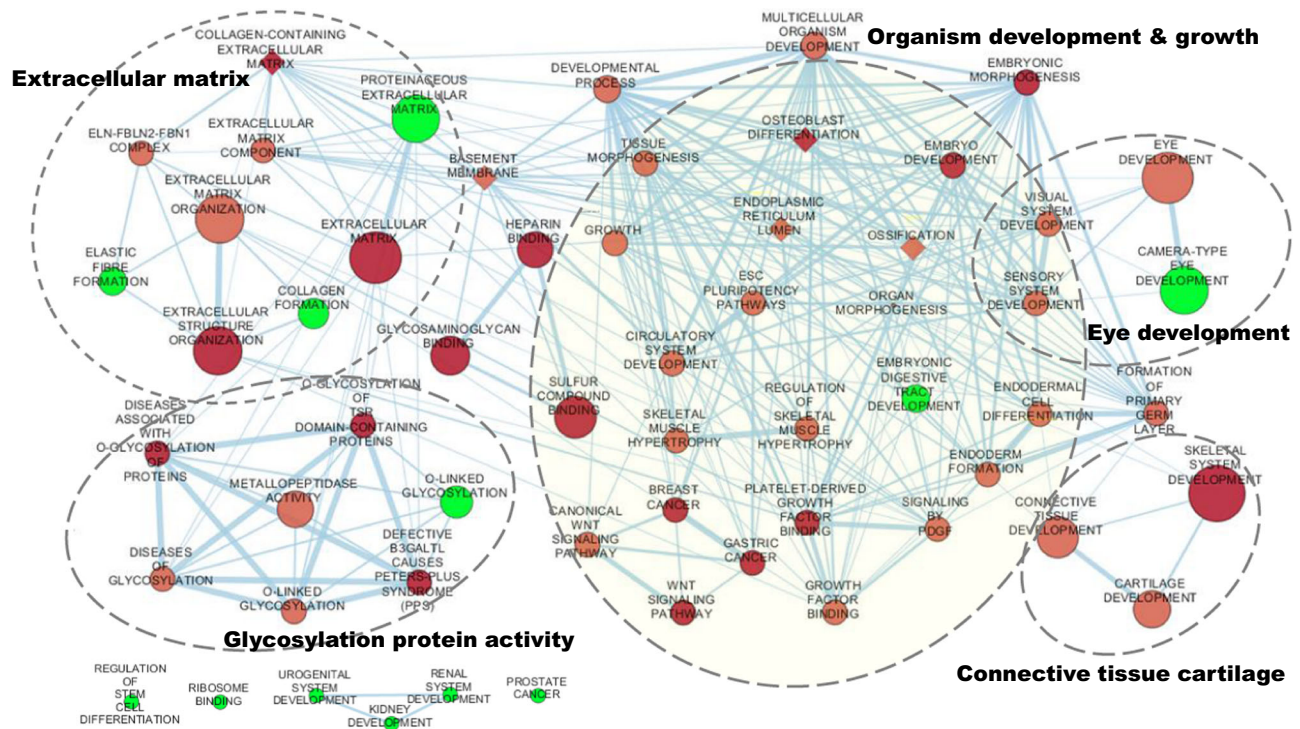 COLLAGEN-CONTAINING
EXTRACELLULAR
MATRIX
Extracellular matrix
PROTEINACEOUS
EXTRACELLULAR
MATRIX
ELN-FBLN2-FBN1
COMPLEX
EXTRACELLULAR
MATRIX
COMPONENT
EXTRACELLULAR
MATRIX
ORGANIZATION
EXTRACELLULAR
MATRIX
ELASTIC
FIBRE
FORMATION
COLLAGEN
FORMATION
EXTRACELLULAR
STRUCTURE
ORGANIZATION
BASEMENT
MEMBRANE
HEPARIN
BINDING
GLYCOSAMINOGLYCAN
BINDING
SULFUR
COMPOUND
BINDING
MULTICELLULAR
ORGANISM
DEVELOPMENT
Organism development & growth
DEVELOPMENTAL
PROCESS
EMBRYONIC
MORPHOGENESIS
OSTEOBLAST
DIFFERENTIATION
TISSUE
MORPHOGENESIS
EMBRYO
DEVELOPMENT
GROWTH
ENDOPLASMIC
RETICULUM
LUMEN
OSSIFICATION
ESC
PLURIPOTENCY
PATHWAYS
ORGAN
MORPHOGENESIS
CIRCULATORY
SYSTEM
DEVELOPMENT
EMBRYONIC
DIGESTIVE
TRACT
DEVELOPMENT
SKELETAL
MUSCLE
HYPERTROPHY
REGULATION
OF
SKELETAL
MUSCLE
HYPERTROPHY
ENDODERMAL
CELL
DIFFERENTIATION
ENDODERM
FORMATION
FORMATION
OF
PRIMARY
GERM
LAYER
BREAST
CANCER
PLATELET-DERIVED
GROWTH
FACTOR
BINDING
SIGNALING
BY
PDGF
CANONICAL
WNT
SIGNALING
PATHWAY
GASTRIC
CANCER
WNT
SIGNALING
PATHWAY
GROWTH
FACTOR
BINDING
EYE
DEVELOPMENT
VISUAL
SYSTEM
DEVELOPMENT
CAMERA-TYPE
EYE
DEVELOPMENT
SENSORY
SYSTEM
DEVELOPMENT
Eye development
SKELETAL
SYSTEM
DEVELOPMENT
CONNECTIVE
TISSUE
DEVELOPMENT
CARTILAGE
DEVELOPMENT
Connective tissue cartilage
DISEASES
ASSOCIATED
WITH
O-GLYCOSYLATION
OF
PROTEINS
O-GLYCOSYLATION
OF
TSR
DOMAIN-CONTAINING
PROTEINS
METALLOPEPTIDASE
ACTIVITY
O-LINKED
GLYCOSYLATION
DISEASES
OF
GLYCOSYLATION
DEFECTIVE
B3GALTL
CAUSES
PETERS-PLUS
SYNDROME
(PPS)
O-LINKED
GLYCOSYLATION
Glycosylation protein activity
REGULATION
OF
STEM
CELL
DIFFERENTIATION
RIBOSOME
BINDING
UROGENITAL
SYSTEM
DEVELOPMENT
KIDNEY
DEVELOPMENT
RENAL
SYSTEM
DEVELOPMENT
PROSTATE
CANCER